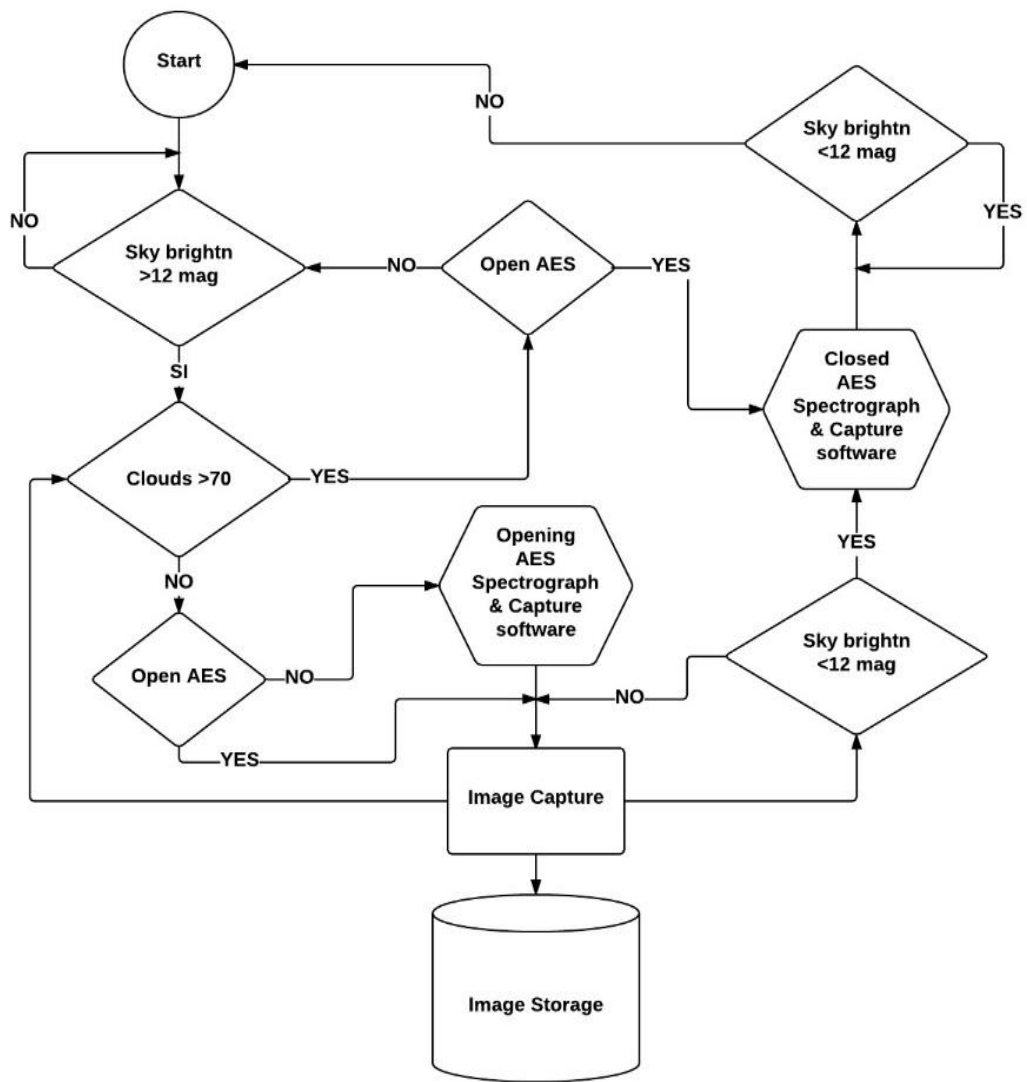 Start
NO
Sky brightn
<12 mag
YES
NO
Sky brightn
>12 mag
NO
Open AES
YES
SI
Closed
AES
Spectrograph
& Capture
software
Clouds >70
YES
Opening
AES
Spectrograph
& Capture
software
YES
NO
Open AES
NO
Sky brightn
<12 mag
NO
YES
Image Capture
Image Storage